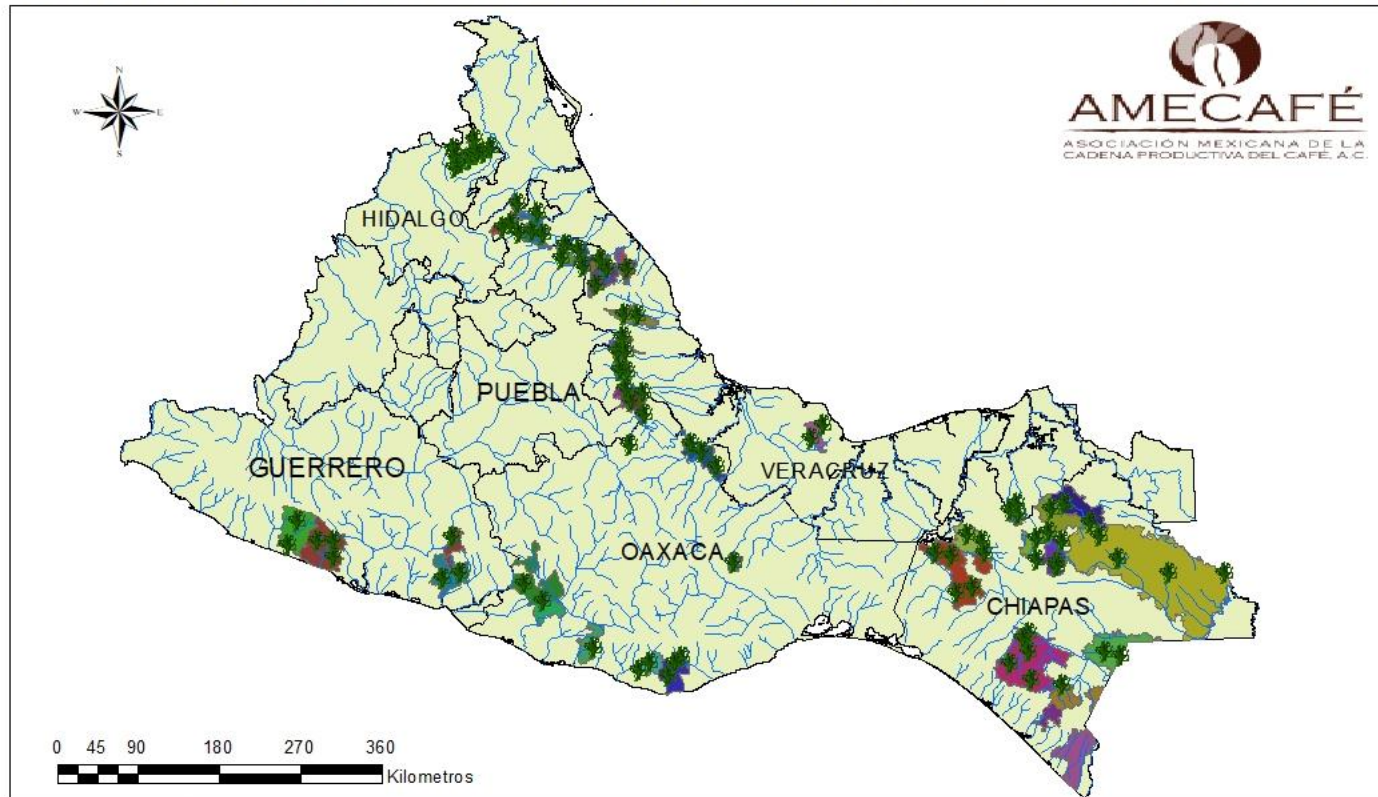 N
W E
S
AMECAFÉ
ASOCIACIÓN MEXICANA DE LA
CADENA PRODUCTIVA DEL CAFÉ, A.C.
HIDALGO
PUEBLA
GUERRERO
VERACRUZ
OAXACA
CHIAPAS
0 45 90 180 270 360
Kilometros